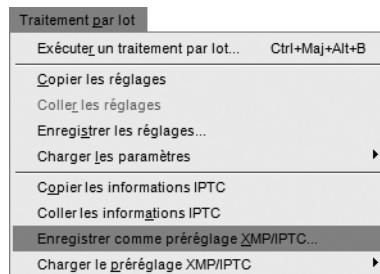 Traitement par lot
Exécuter un traitement par lot... Ctrl+Maj+Alt+B
Copier les réglages
Coller les réglages
Enregistrer les réglages...
Charger les paramètres
Copier les informations IPTC
Coller les informations IPTC
Enregistrer comme préréglage XMP/IPTC...
Charger le préréglage XMP/IPTC